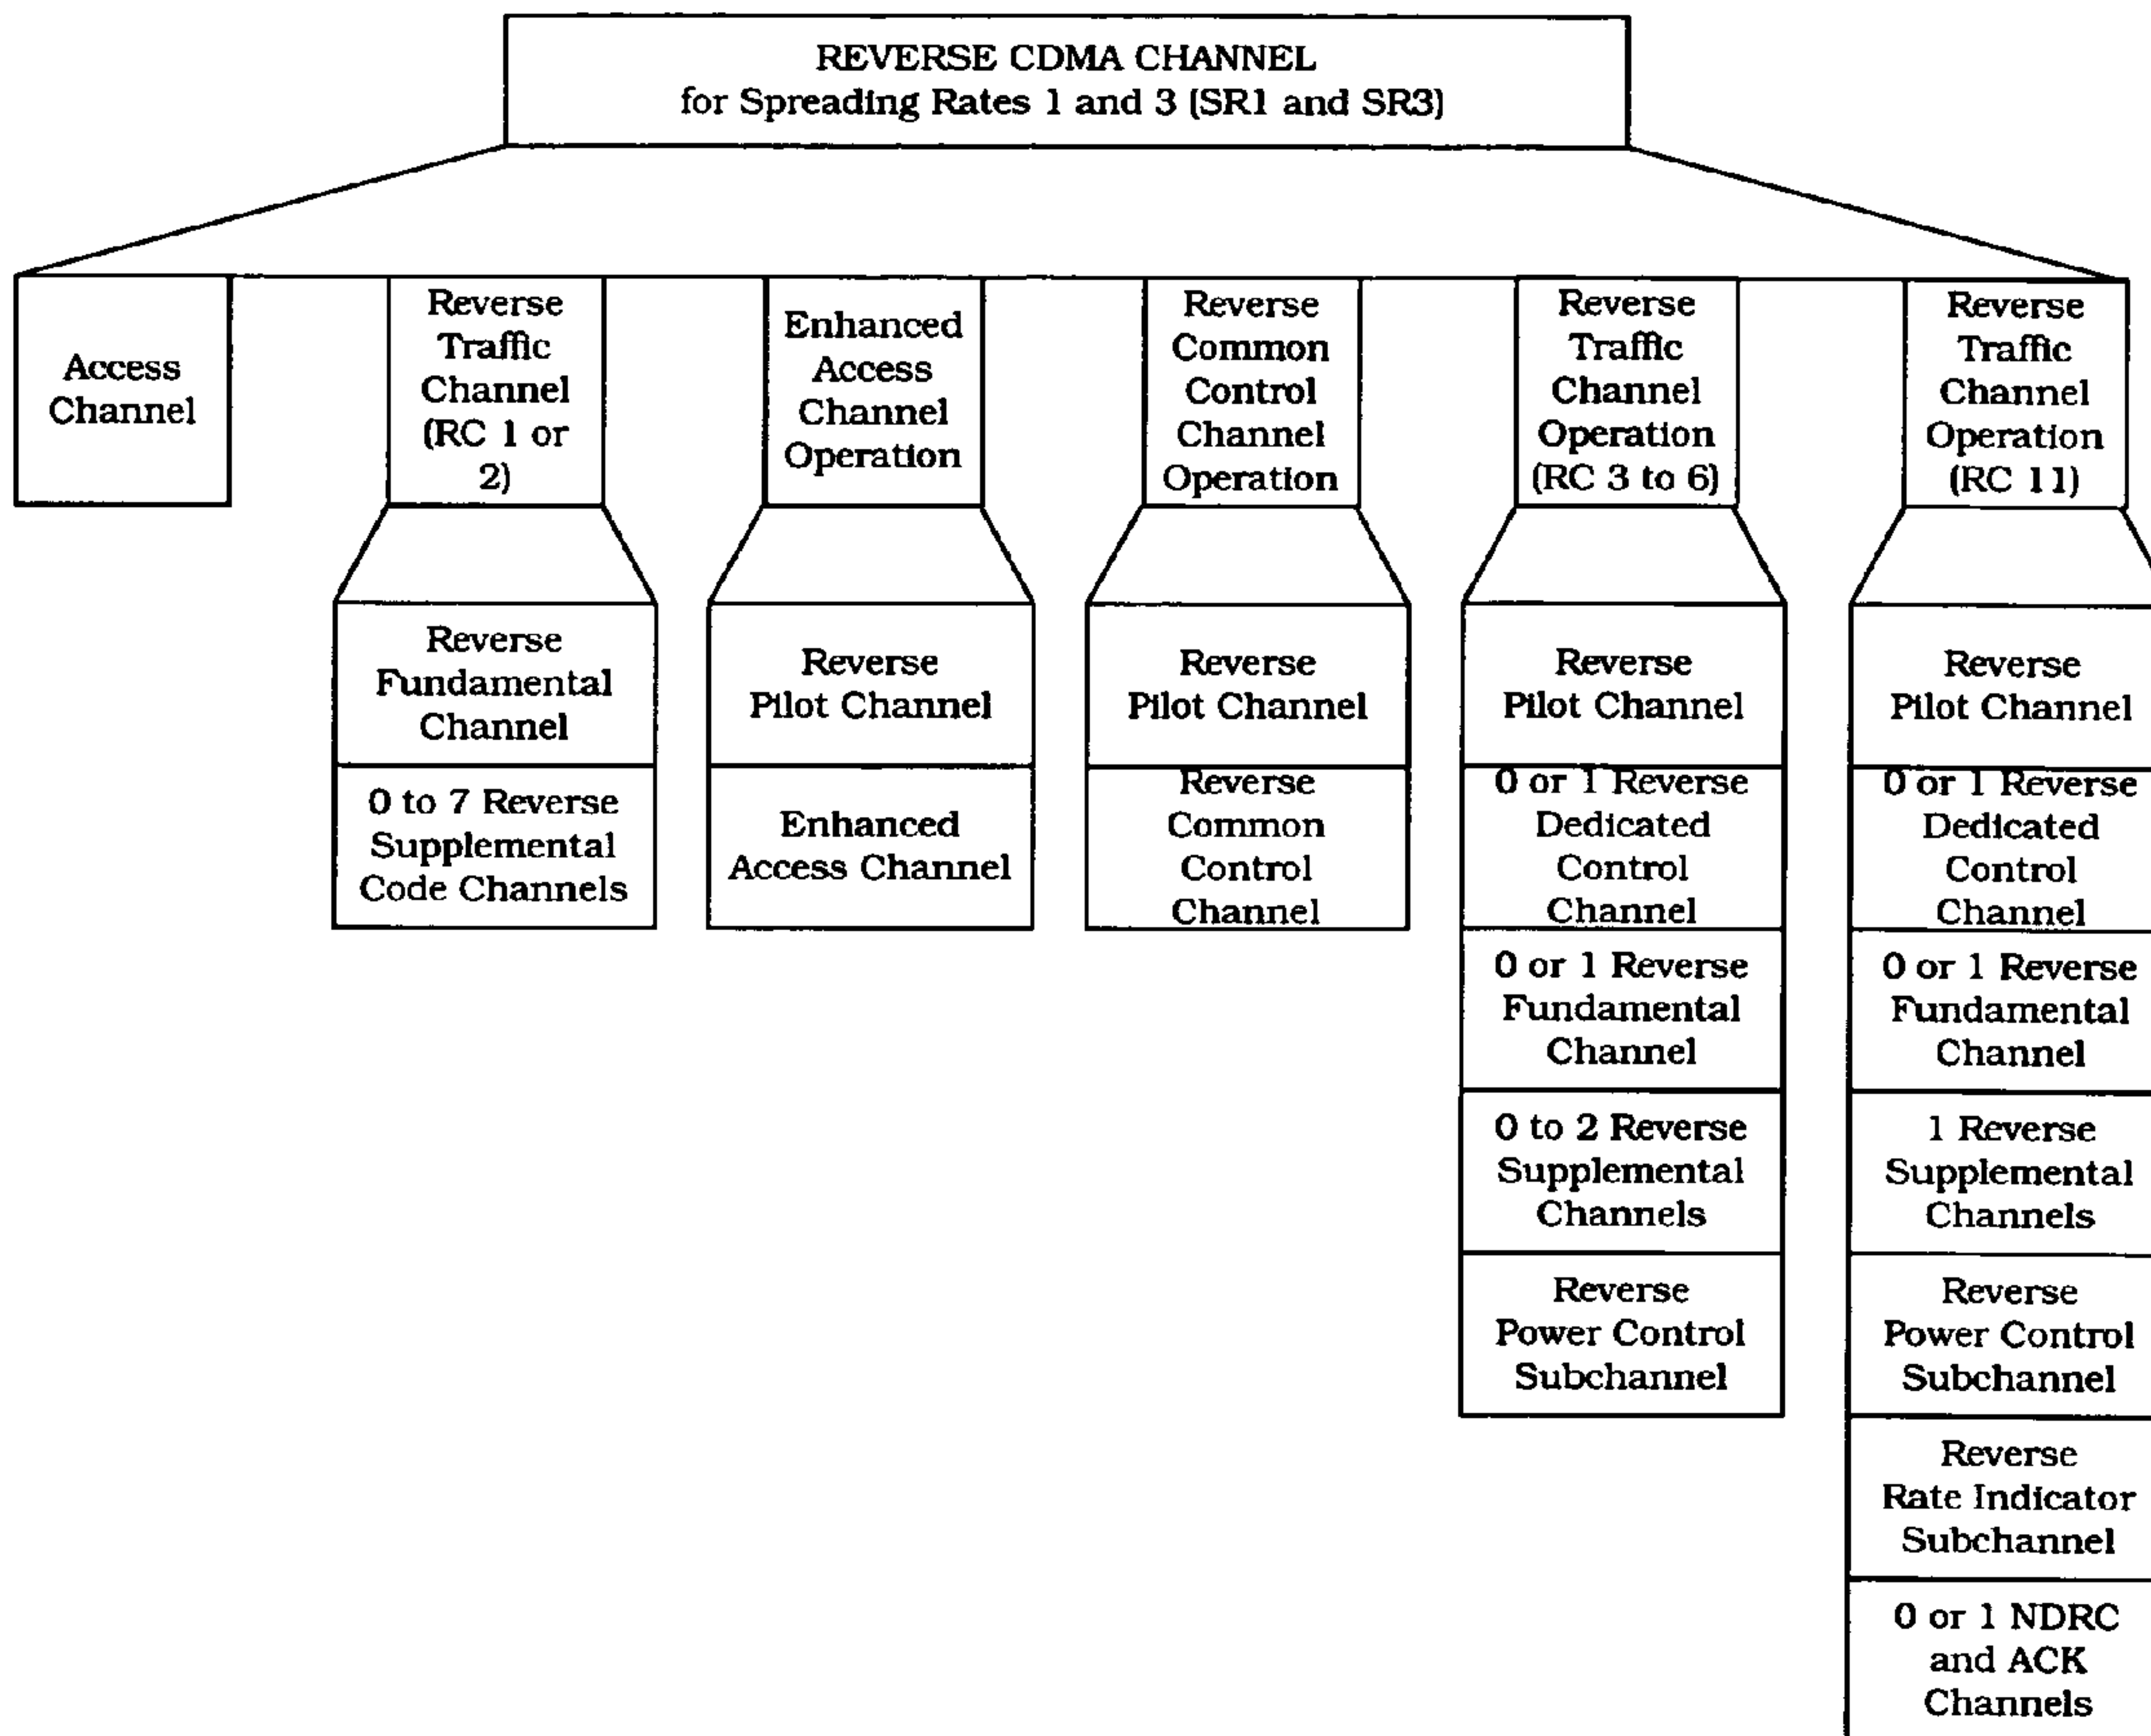 REVERSE CDMA CHANNEL
for Spreading Rates 1 and 3 (SR1 and SR3)
Access
Channel
Reverse
Traffic
Channel
(RC 1 or
2)
Enhanced
Access
Channel
Operation
Reverse
Common
Control
Channel
Operation
Reverse
Traffic
Channel
Operation
(RC 3 to 6)
Reverse
Traffic
Channel
Operation
(RC 11)
Reverse
Fundamental
Channel
0 to 7 Reverse
Supplemental
Code Channels
Reverse
Pilot Channel
Enhanced
Access Channel
Reverse
Pilot Channel
Reverse
Common
Control
Channel
Reverse
Pilot Channel
0 or 1 Reverse
Dedicated
Control
Channel
0 or 1 Reverse
Fundamental
Channel
0 to 2 Reverse
Supplemental
Channels
Reverse
Power Control
Subchannel
Reverse
Pilot Channel
0 or 1 Reverse
Dedicated
Control
Channel
0 or 1 Reverse
Fundamental
Channel
1 Reverse
Supplemental
Channels
Reverse
Power Control
Subchannel
Reverse
Rate Indicator
Subchannel
0 or 1 NDRC
and ACK
Channels